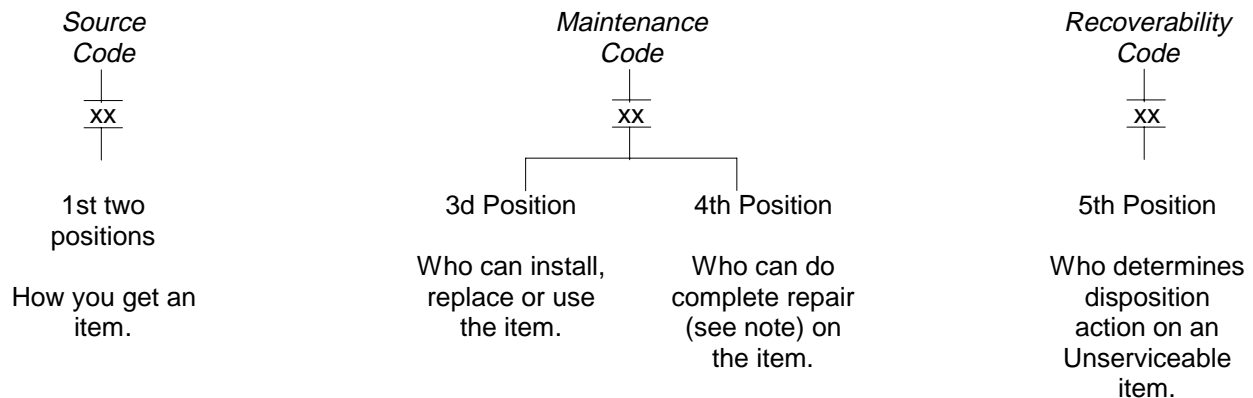 Source
Code
xx
1st two
positions
How you get an
item.
Maintenance
Code
xx
3d Position
Who can install,
replace or use
the item.
4th Position
Who can do
complete repair
(see note) on
the item.
Recoverability
Code
xx
5th Position
Who determines
disposition
action on an
Unserviceable
item.